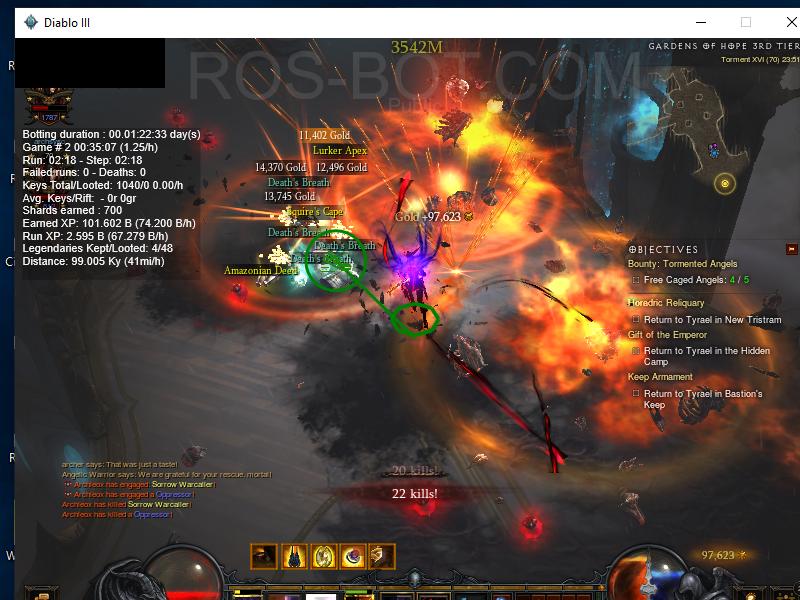 Diablo III
3542M
GARDENS OF HOPE 3RD TIER
Torment XVI (70) 23:51
ROS-BOT.COM
1787
Botting duration : 00.01:22:33 day(s)
Game # 2 00:35:07 (1.25/h)
Run: 02:18 - Step: 02:18
Failed runs: 0 - Deaths: 0
Keys Total/Looted: 1040/0 0.00/h
Avg. Keys/Rift: - 0r 0gr
Shards earned : 700
Earned XP: 101.602 B (74.200 B/h)
Run XP: 2.595 B (67.279 B/h)
Legendaries Kept/Looted: 4/48
Distance: 99.005 Ky (41mi/h)
11,402 Gold
Lurker Apex
14,370 Gold 12,496 Gold
Death's Breath
13,745 Gold
Squire's Cape
Gold +97,623
Death's Breath
Death's Breath
Death's Breath
Amazonian Deed
OBJECTIVES
Bounty: Tormented Angels
Free Caged Angels: 4 / 5
Horadric Reliquary
Return to Tyrael in New Tristram
Gift of the Emperor
Return to Tyrael in the Hidden
Camp
Keep Armament
Return to Tyrael in Bastion's
Keep
archer says: That was just a taste!
Angelic Warrior says: We are grateful for your rescue, mortal!
Archleox has engaged Sorrow Warcaller!
Archleox has engaged a Oppressor!
Archleox has killed Sorrow Warcaller!
Archleox has killed a Oppressor!
20 kills!
22 kills!
97,623